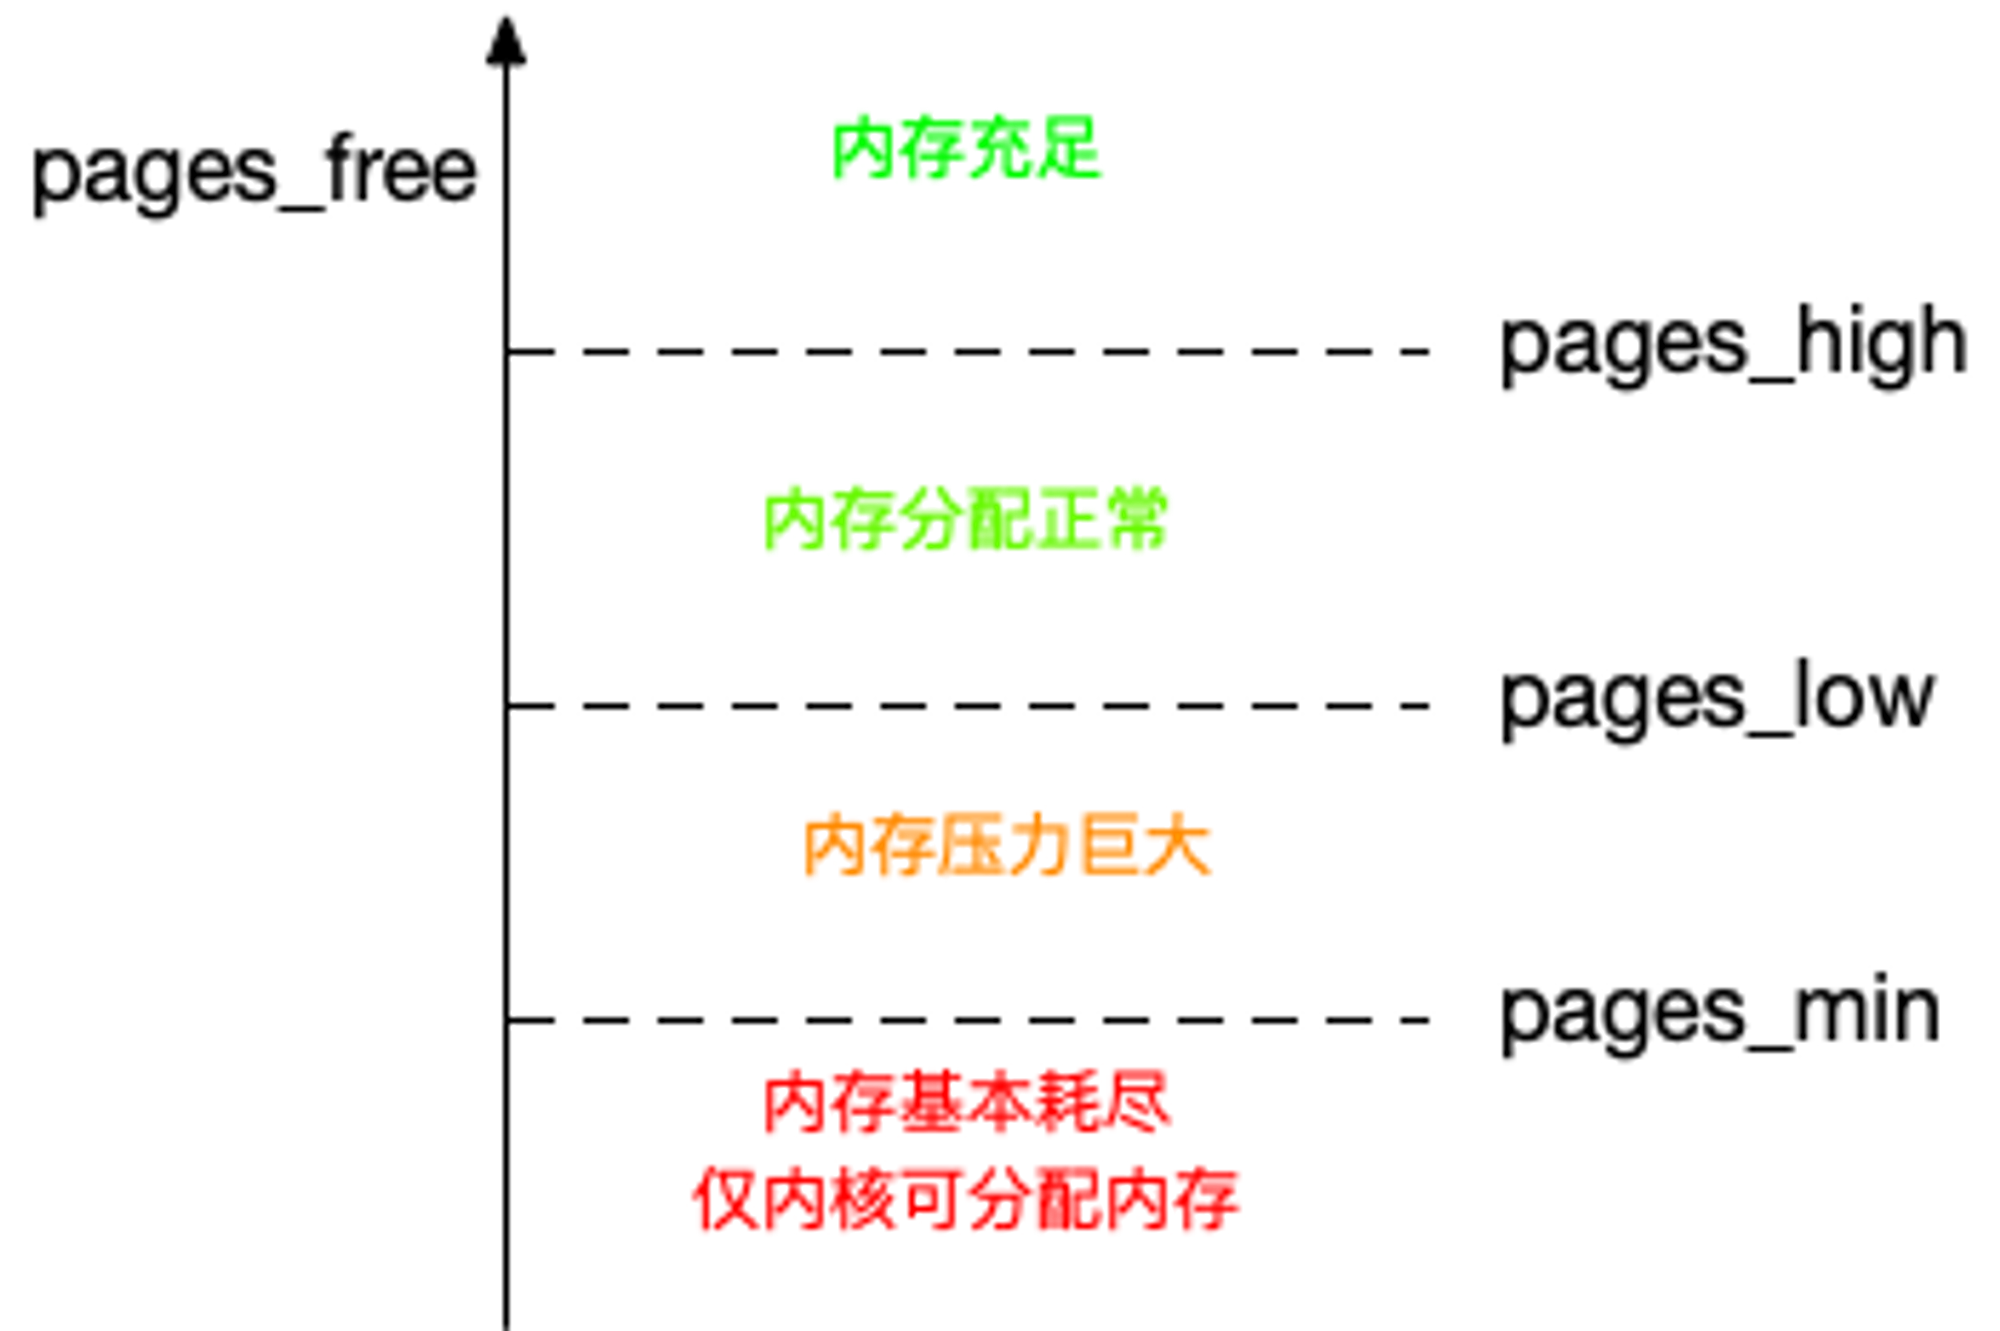 内存充足
pages_free
pages_high
内存分配正常
pages_low
内存压力巨大
pages_min
内存基本耗尽
仅内核可分配内存